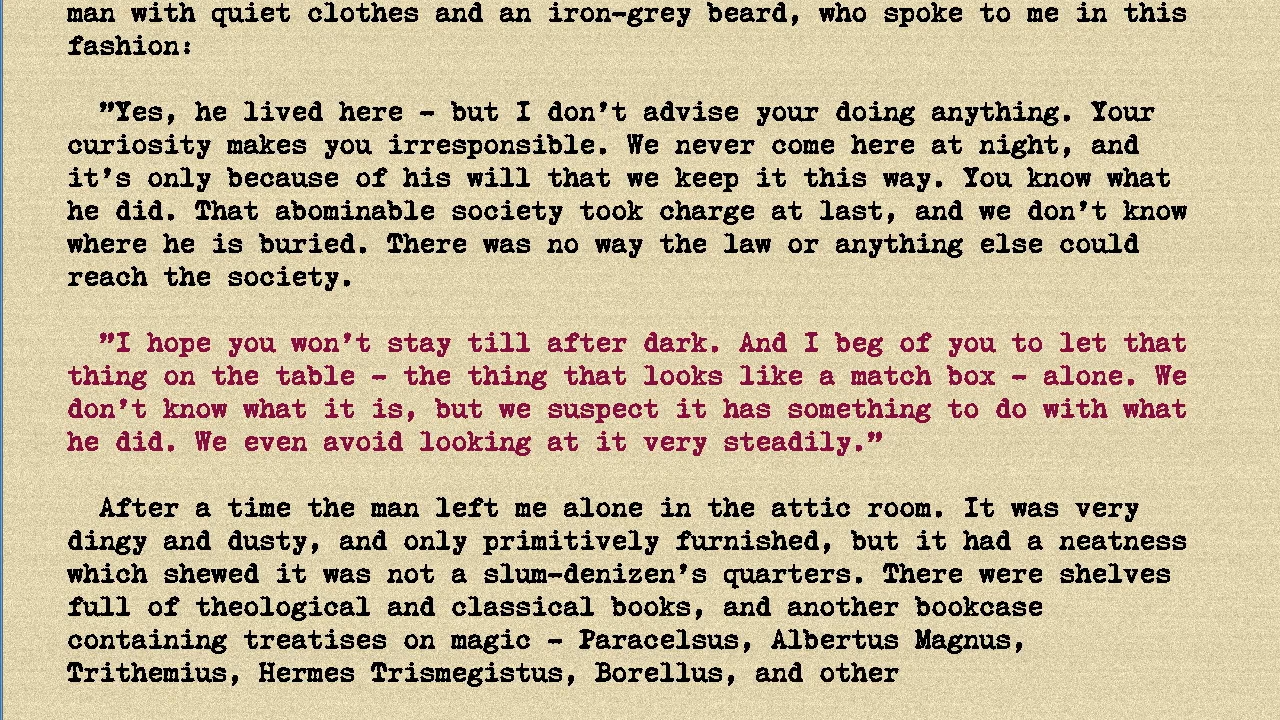 man with quiet clothes and an iron-grey beard, who spoke to me in this
fashion:
”Yes, he lived here – but I don’t advise your doing anything. Your
curiosity makes you irresponsible. We never come here at night, and
it’s only because of his will that we keep it this way. You know what
he did. That abominable society took charge at last, and we don’t know
where he is buried. There was no way the law or anything else could
reach the society.
”I hope you won’t stay till after dark. And I beg of you to let that
thing on the table – the thing that looks like a match box – alone. We
don’t know what it is, but we suspect it has something to do with what
he did. We even avoid looking at it very steadily.”
After a time the man left me alone in the attic room. It was very
dingy and dusty, and only primitively furnished, but it had a neatness
which shewed it was not a slum-denizen’s quarters. There were shelves
full of theological and classical books, and another bookcase
containing treatises on magic – Paracelsus, Albertus Magnus,
Trithemius, Hermes Trismegistus, Borellus, and other